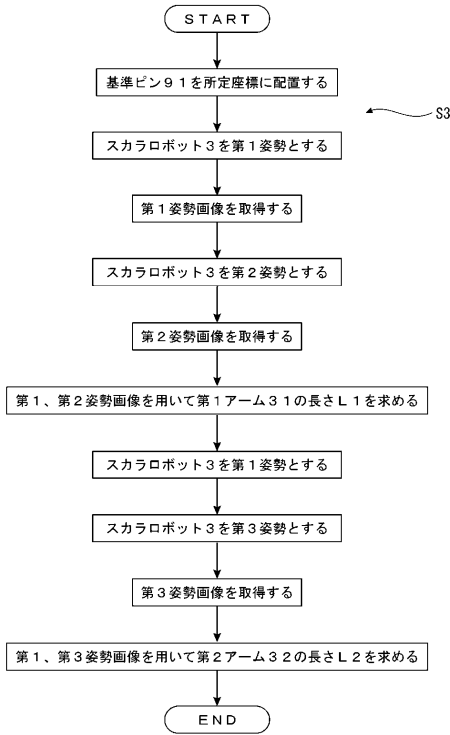 START
基準ピン91を所定座標に配置する
S3
スカラロボット3を第1姿勢とする
第1姿勢画像を取得する
スカラロボット3を第2姿勢とする
第2姿勢画像を取得する
第1、第2姿勢画像を用いて第1アーム31の長さL1を求める
スカラロボット3を第1姿勢とする
スカラロボット3を第3姿勢とする
第3姿勢画像を取得する
第1、第3姿勢画像を用いて第2アーム32の長さL2を求める
END